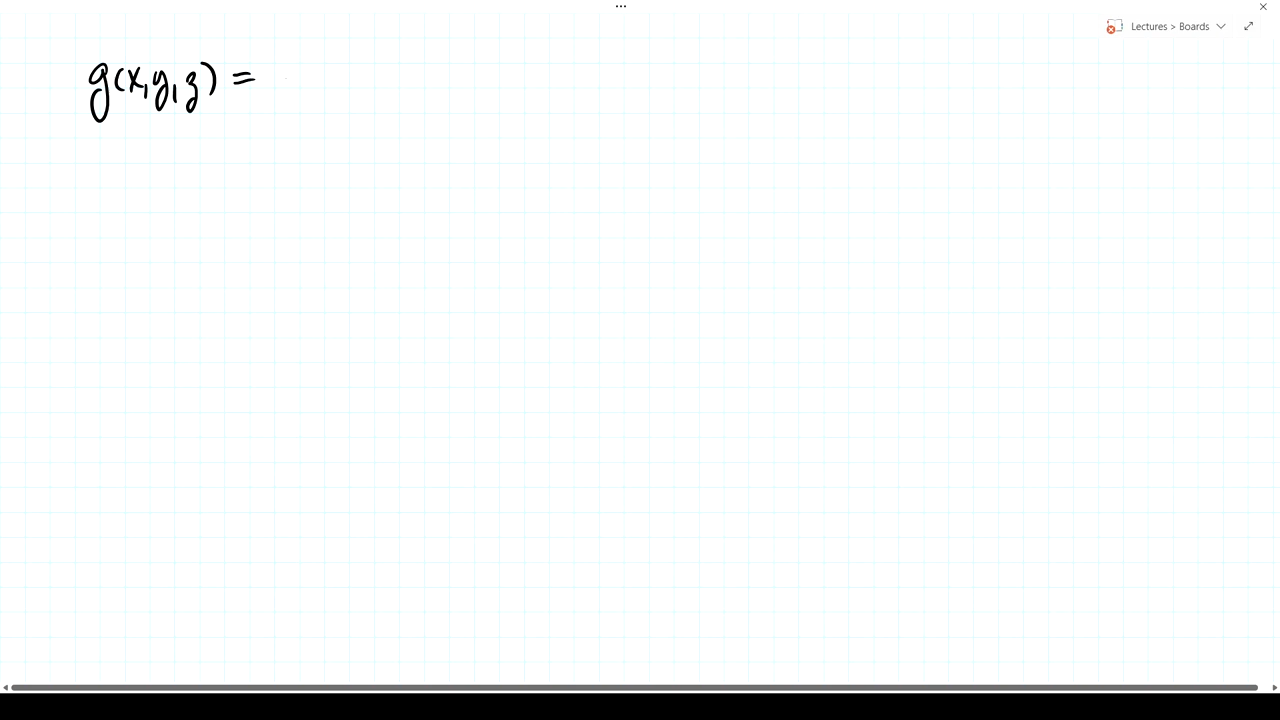 Lectures > Boards
g(x,y,z) =